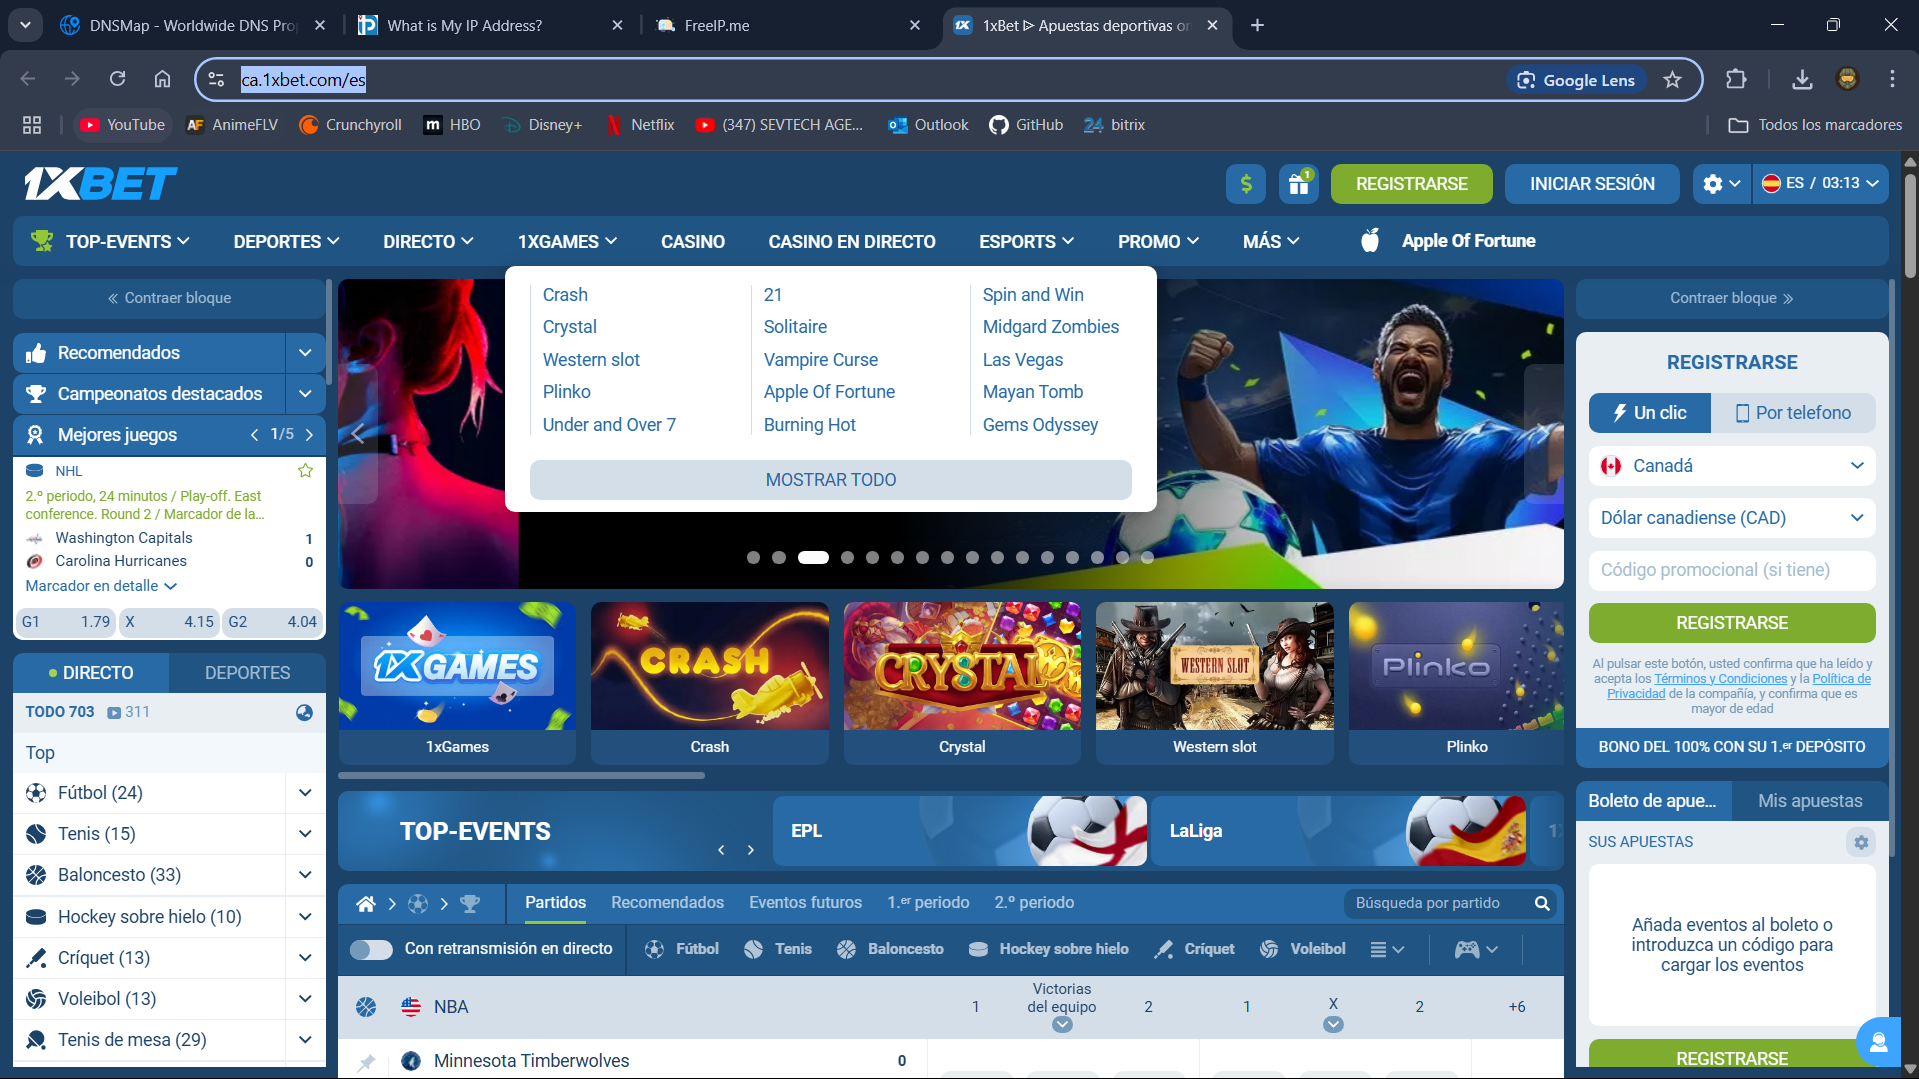 DNSMap - Worldwide DNS Prop
What is My IP Address?
FreeIP.me
1xBet ᐉ Apuestas deportivas on
ca.1xbet.com/es
Google Lens
YouTube
AnimeFLV
Crunchyroll
HBO
Disney+
Netflix
(347) SEVTECH AGE...
Outlook
GitHub
24 bitrix
Todos los marcadores
1XBET
$
1
REGISTRARSE
INICIAR SESIÓN
ES / 03:13
TOP-EVENTS
DEPORTES
DIRECTO
1XGAMES
CASINO
CASINO EN DIRECTO
ESPORTS
PROMO
MÁS
Apple Of Fortune
Contraer bloque
Recomendados
Campeonatos destacados
Mejores juegos
1/5
NHL
2.º periodo, 24 minutos / Play-off. East
conference. Round 2 / Marcador de la...
Washington Capitals 1
Carolina Hurricanes 0
Marcador en detalle
G1 1.79 X 4.15 G2 4.04
DIRECTO
DEPORTES
TODO 703 311
Top
Fútbol (24)
Tenis (15)
Baloncesto (33)
Hockey sobre hielo (10)
Críquet (13)
Voleibol (13)
Tenis de mesa (29)
Crash
Crystal
Western slot
Plinko
Under and Over 7
21
Solitaire
Vampire Curse
Apple Of Fortune
Burning Hot
Spin and Win
Midgard Zombies
Las Vegas
Mayan Tomb
Gems Odyssey
MOSTRAR TODO
1XGAMES
1xGames
CRASH
Crash
CRYSTAL
Crystal
WESTERN SLOT
Western slot
Plinko
Plinko
TOP-EVENTS
EPL
LaLiga
Partidos
Recomendados
Eventos futuros
1.er periodo
2.º periodo
Búsqueda por partido
Con retransmisión en directo
Fútbol
Tenis
Baloncesto
Hockey sobre hielo
Críquet
Voleibol
NBA
1
Victorias
del equipo
2
1
X
2
+6
Minnesota Timberwolves 0
Contraer bloque
REGISTRARSE
Un clic
Por telefono
Canadá
Dólar canadiense (CAD)
Código promocional (si tiene)
REGISTRARSE
Al pulsar este botón, usted confirma que ha leído y
acepta los Términos y Condiciones y la Política de
Privacidad de la compañía, y confirma que es
mayor de edad
BONO DEL 100% CON SU 1.er DEPÓSITO
Boleto de apue...
Mis apuestas
SUS APUESTAS
Añada eventos al boleto o
introduzca un código para
cargar los eventos
REGISTRARSE